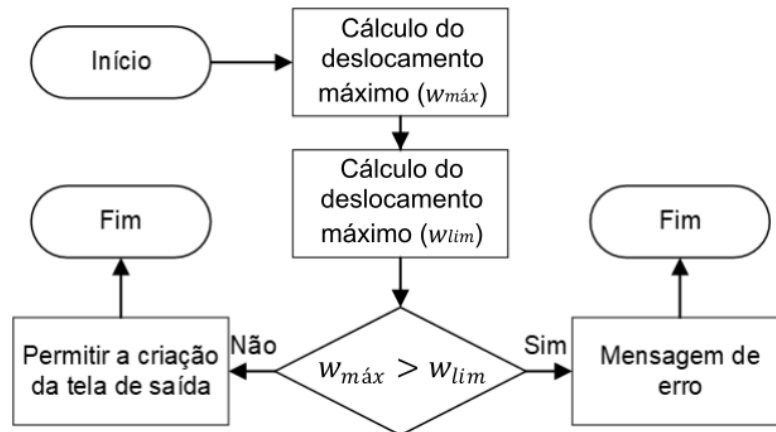 Início
Cálculo do
deslocamento
máximo (wmáx)
Cálculo do
deslocamento
máximo (wlim)
Fim
Fim
Permitir a criação
da tela de saída
Não
wmáx > wlim
Sim
Mensagem de
erro